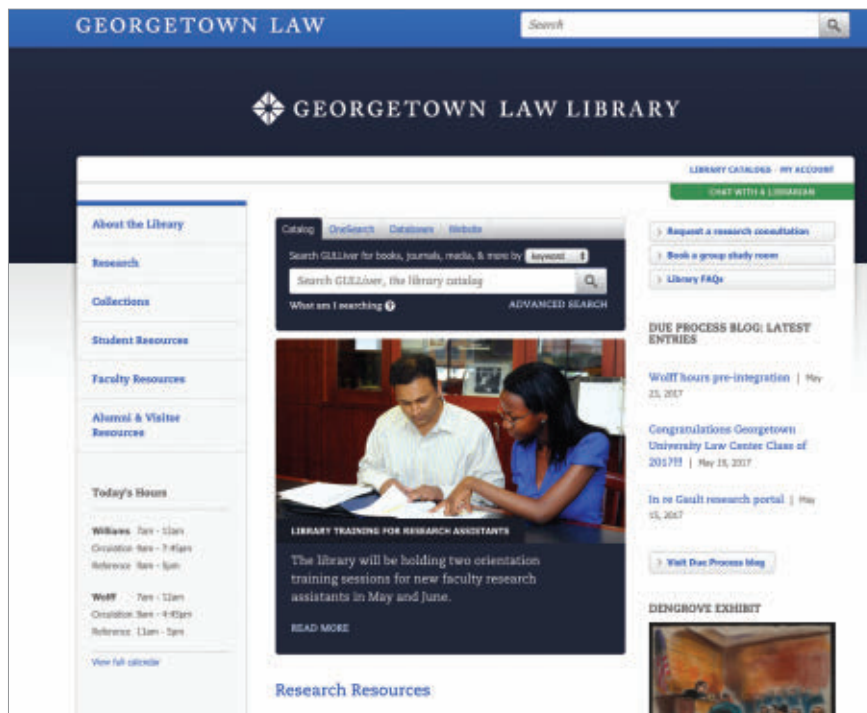 GEORGETOWN LAW
Search
GEORGETOWN LAW LIBRARY
LIBRARY CATALOGS
MY ACCOUNT
CHAT WITH A LIBRARIAN
About the Library
Research
Collections
Student Resources
Faculty Resources
Alumni & Visitor
Resources
Today's Hours
Williams 7am - 12am
Circulation 9am - 7:45pm
Reference 9am - 5pm
Wolff 7am - 12am
Circulation 9am - 4:45pm
Reference 11am - 5pm
View full calendar
Catalog OneSearch Databases Website
Search GULLiver for books, journals, media, & more by keyword
Search GULLiver, the library catalog
What am I searching ?
ADVANCED SEARCH
LIBRARY TRAINING FOR RESEARCH ASSISTANTS
The library will be holding two orientation
training sessions for new faculty research
assistants in May and June.
READ MORE
Research Resources
Request a research consultation
Book a group study room
Library FAQs
DUE PROCESS BLOG: LATEST
ENTRIES
Wolff hours pre-integration | May
23, 2017
Congratulations Georgetown
University Law Center Class of
2017!!! | May 19, 2017
In re Gault research portal | May
15, 2017
Visit Due Process blog
DENGROVE EXHIBIT